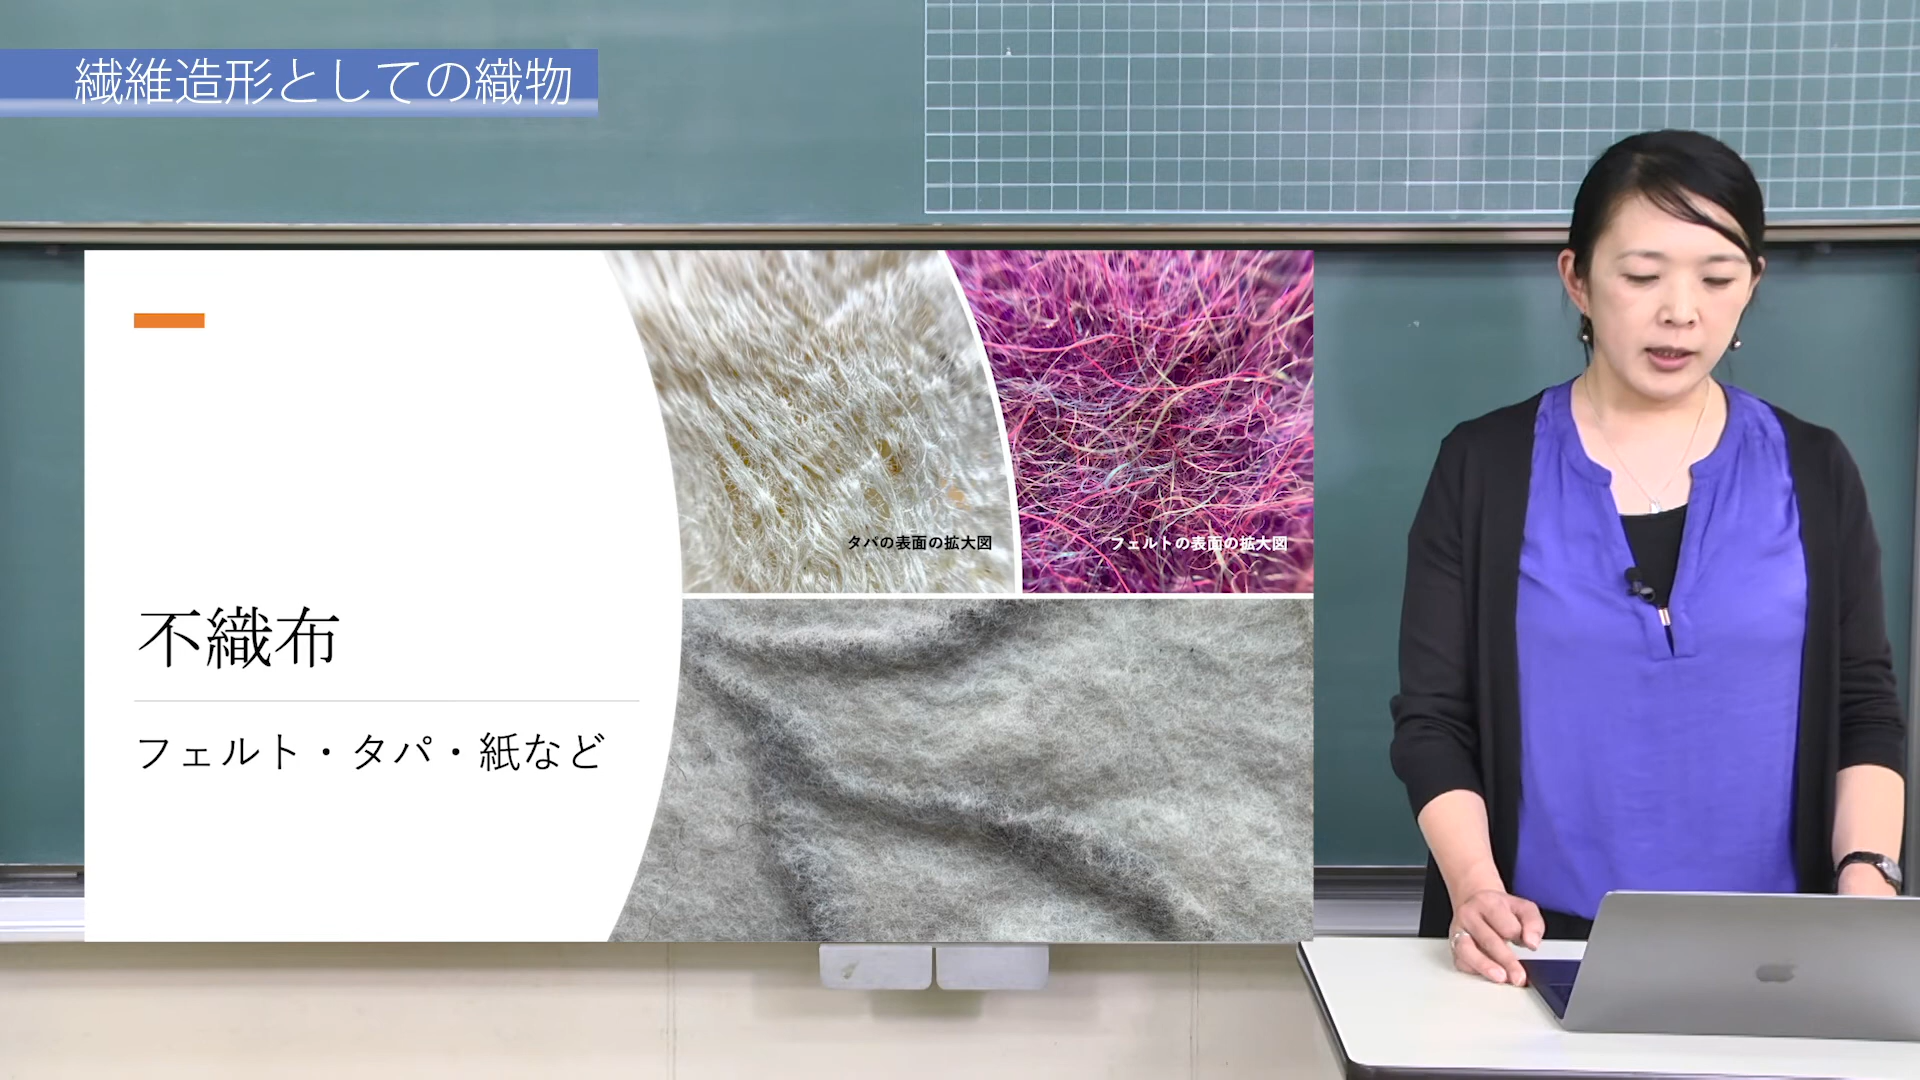 繊維造形としての織物
タパの表面の拡大図
フェルトの表面の拡大図
不織布
フェルト・タパ・紙など